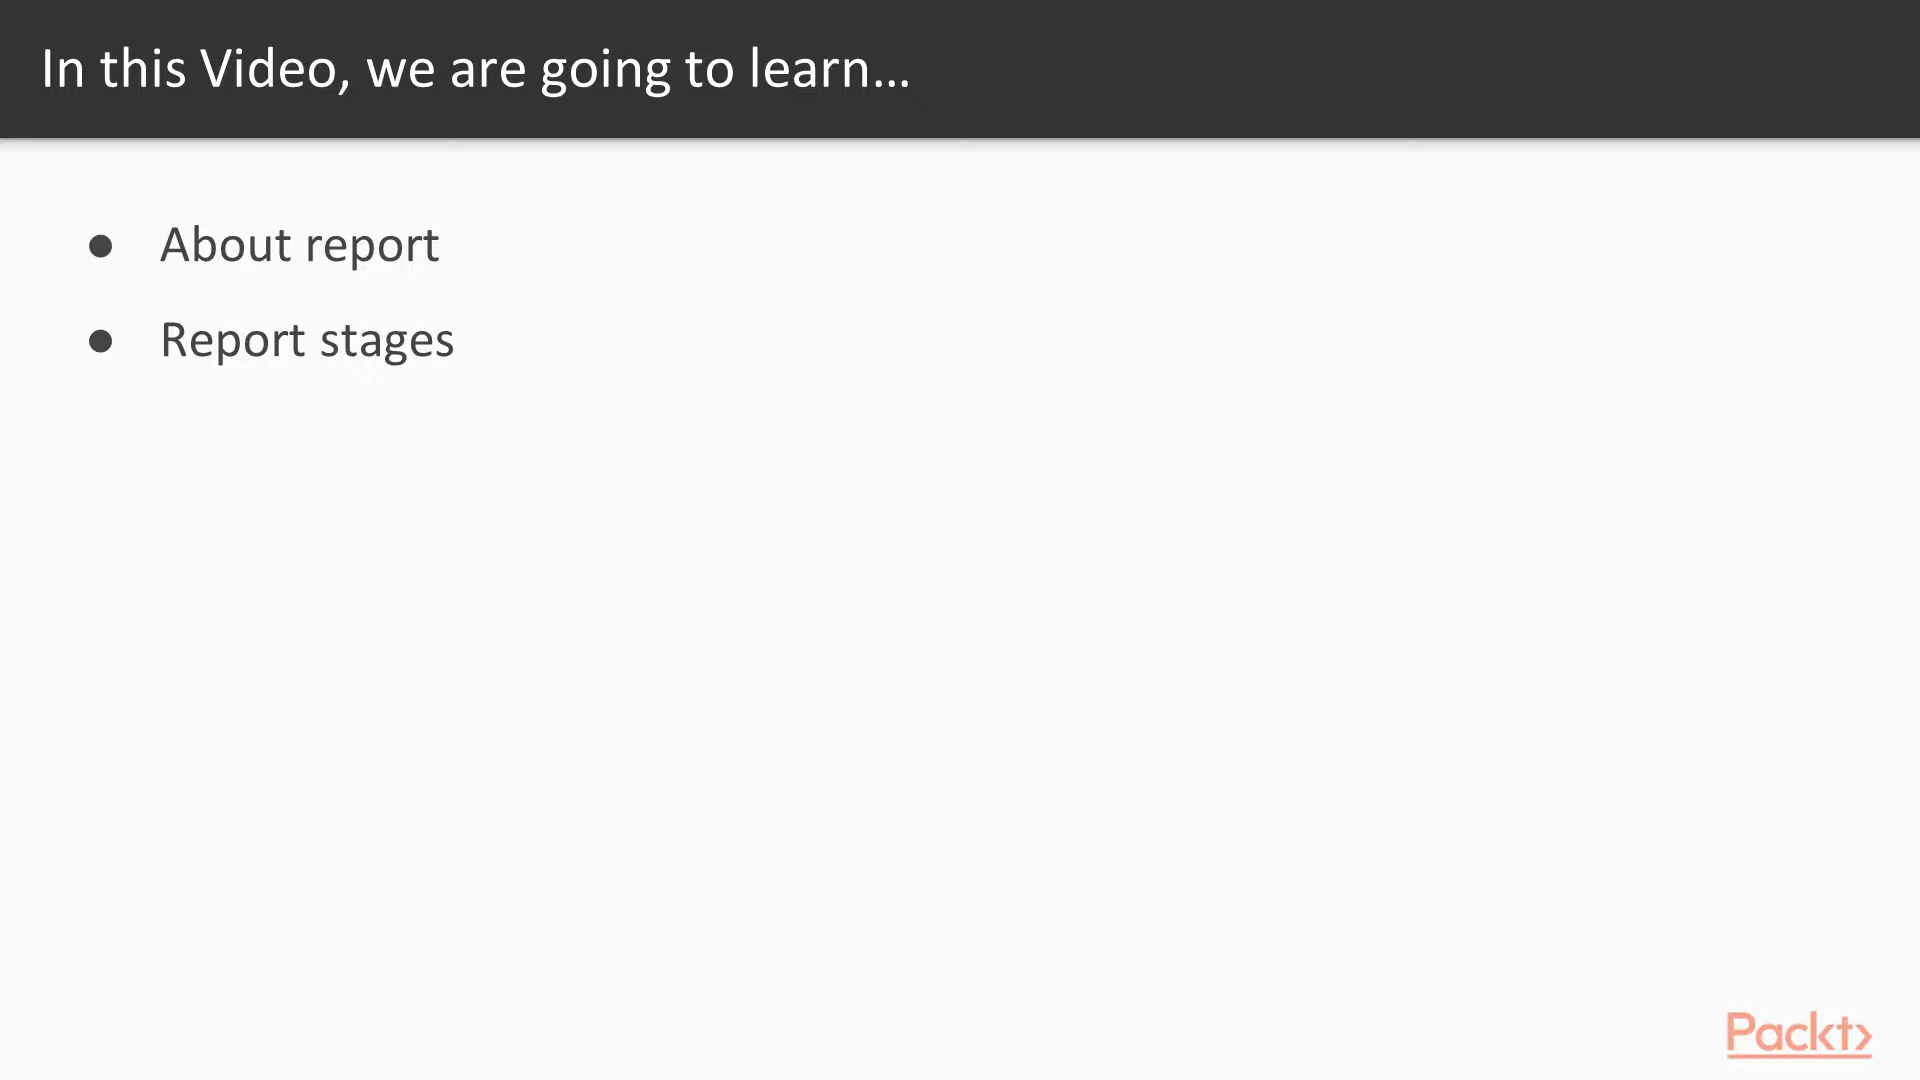 In this Video, we are going to learn...
● About report
● Report stages
Packt>